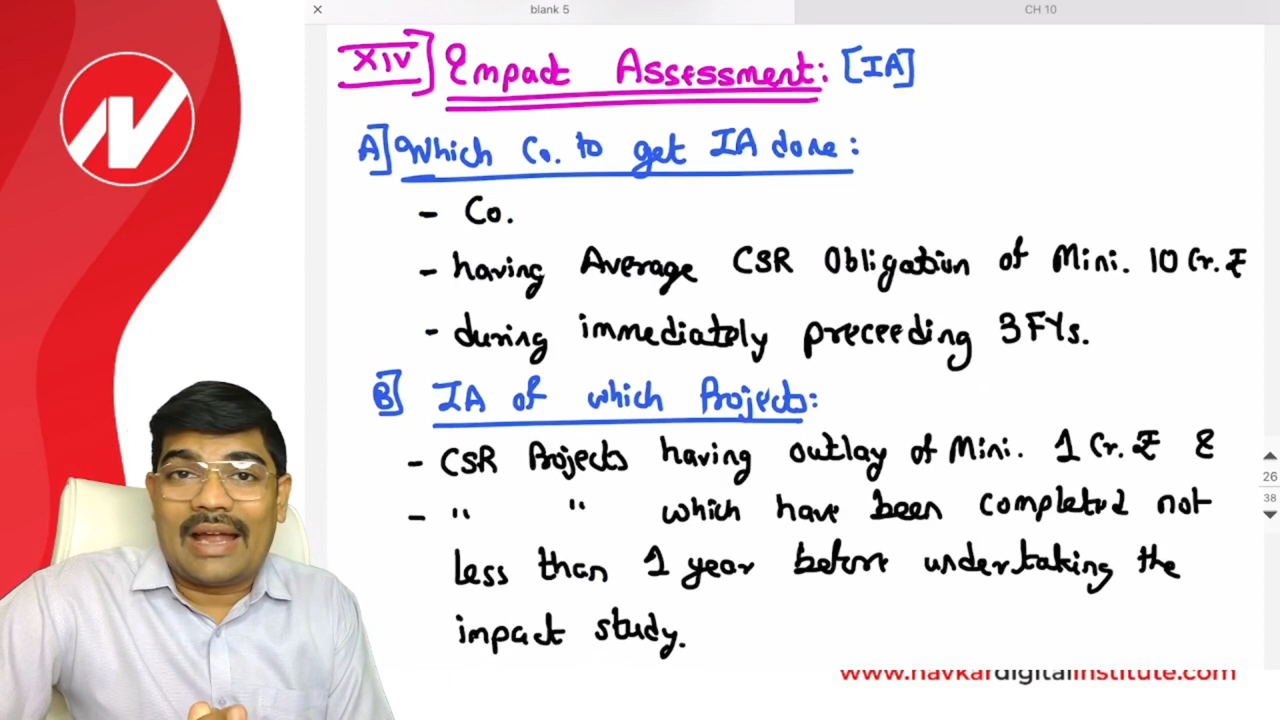 × blank 5 CH 10
XIV] Impact Assessment: [IA]
A] Which Co. to get IA done:
- Co.
- having Average CSR Obligation of Mini. 10 Cr. ₹
- during immediately preceeding 3 FYs.
B] IA of which Projects:
- CSR Projects having outlay of Mini. 1 Cr. ₹ &
- " " which have been completed not
less than 1 year before undertaking the
impact study.
26
38
www.navkardigitalinstitute.com